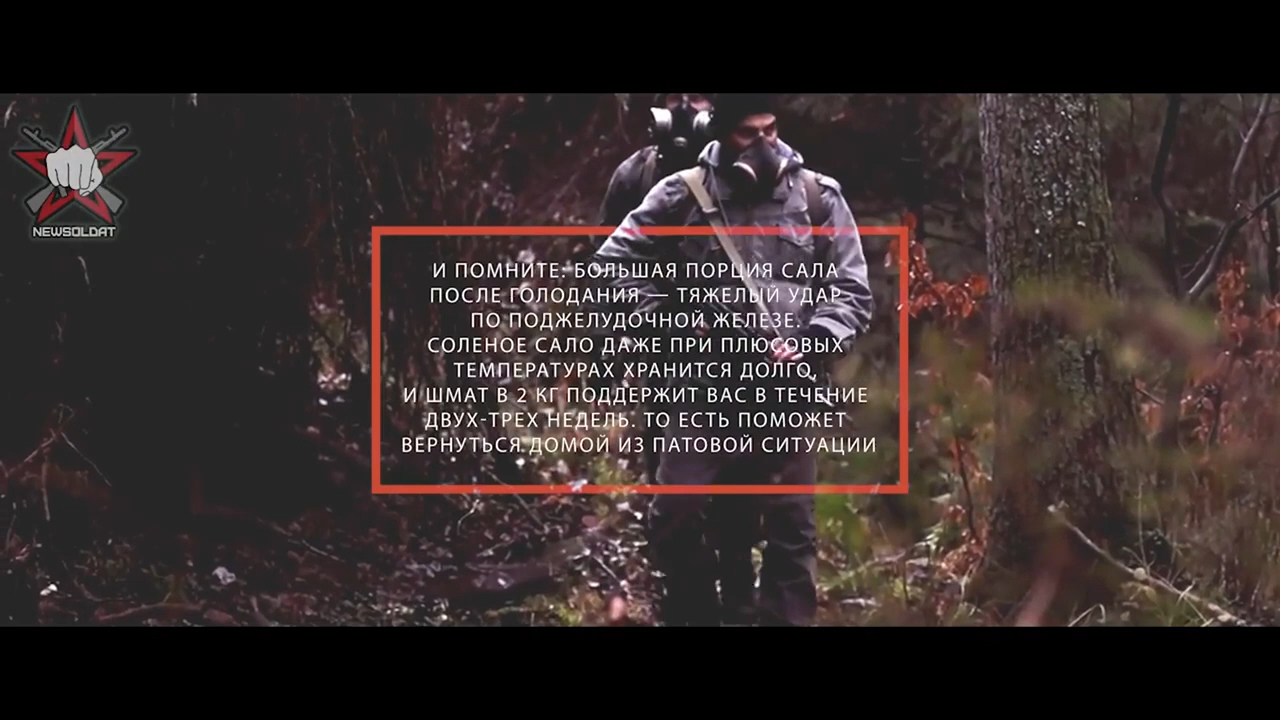 NEWSOLDAT
И ПОМНИТЕ: БОЛЬШАЯ ПОРЦИЯ САЛА
ПОСЛЕ ГОЛОДАНИЯ — ТЯЖЕЛЫЙ УДАР
ПО ПОДЖЕЛУДОЧНОЙ ЖЕЛЕЗЕ.
СОЛЕНОЕ САЛО ДАЖЕ ПРИ ПЛЮСОВЫХ
ТЕМПЕРАТУРАХ ХРАНИТСЯ ДОЛГО,
И ШМАТ В 2 КГ ПОДДЕРЖИТ ВАС В ТЕЧЕНИЕ
ДВУХ-ТРЕХ НЕДЕЛЬ. ТО ЕСТЬ ПОМОЖЕТ
ВЕРНУТЬСЯ ДОМОЙ ИЗ ПАТОВОЙ СИТУАЦИИ